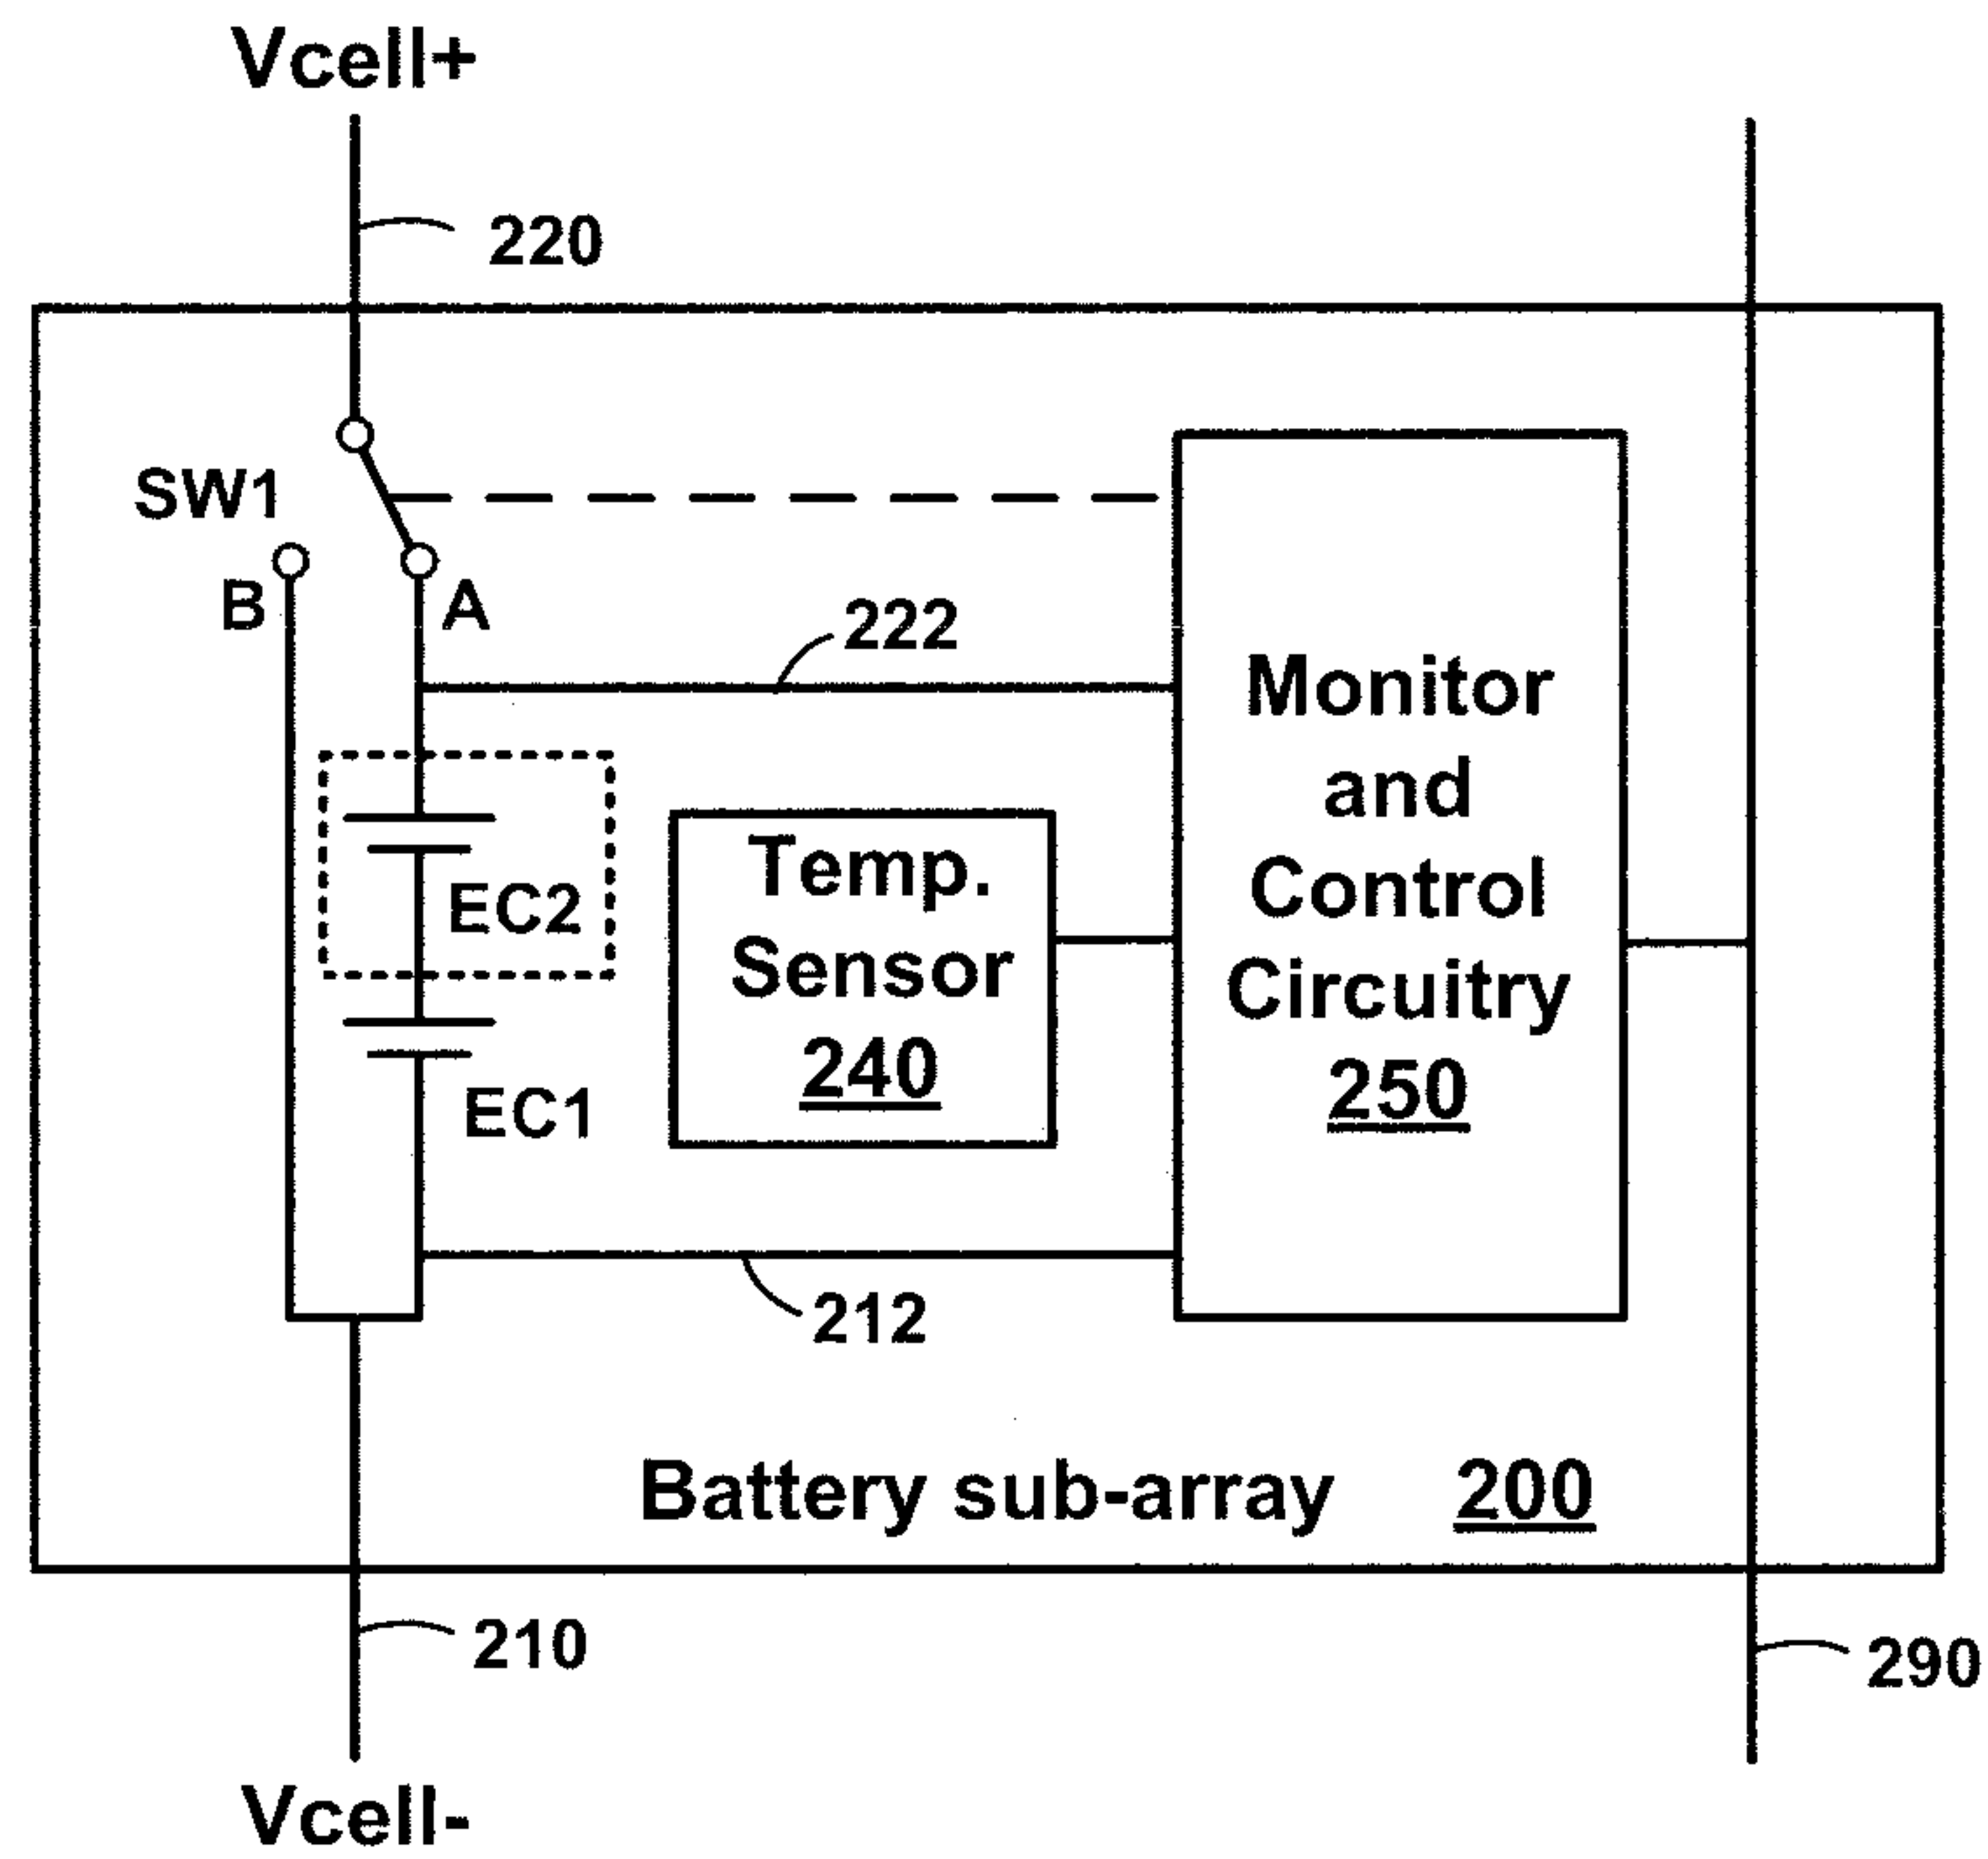 Vcell+
220
SW1
B
A
222
Monitor
and
Control
Circuitry
250
Temp.
Sensor
240
EC2
EC1
212
Battery sub-array 200
210
290
Vcell-